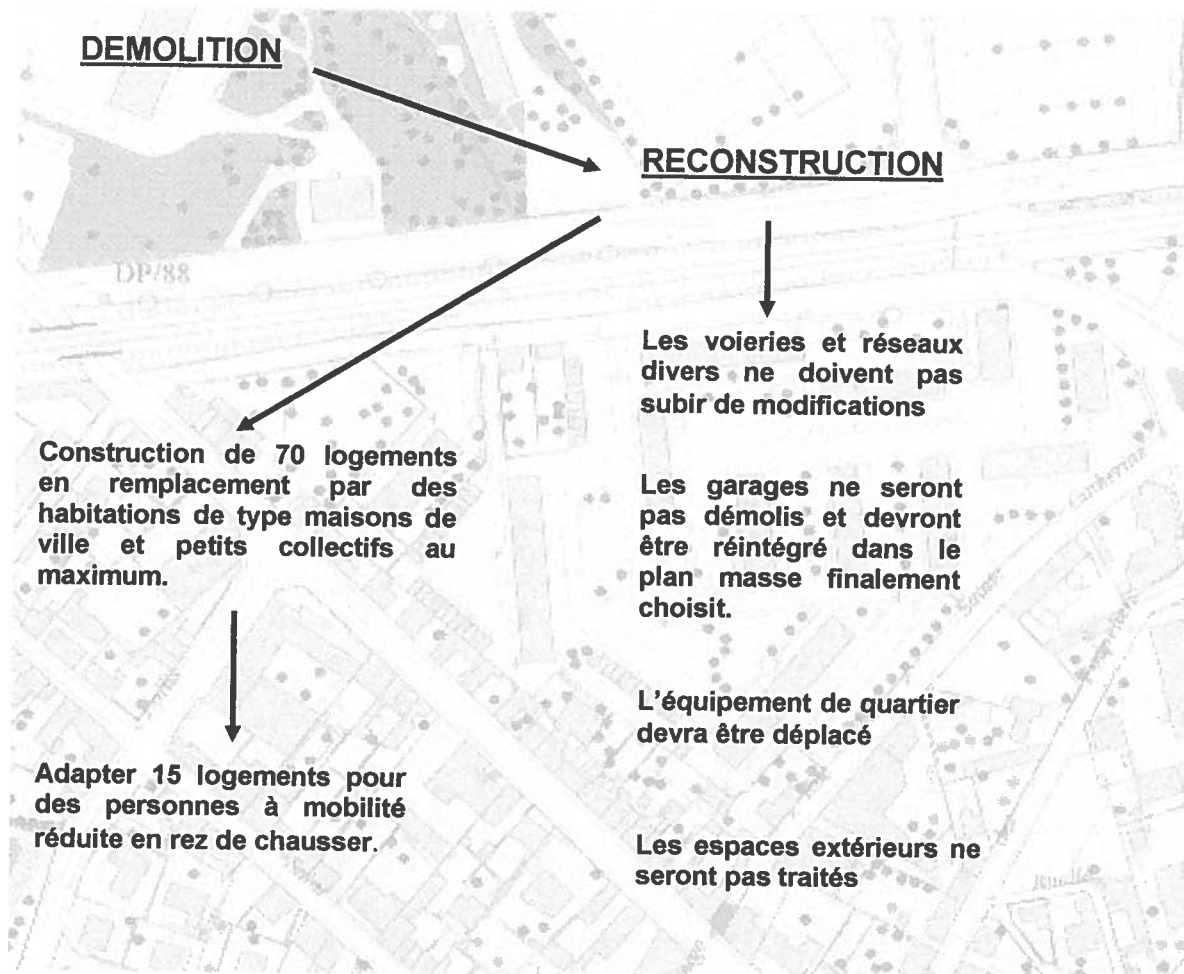 DEMOLITION
RECONSTRUCTION
DP/88
Les voieries et réseaux
divers ne doivent pas
subir de modifications
Construction de 70 logements
en remplacement par des
habitations de type maisons de
ville et petits collectifs au
maximum.
Les garages ne seront
pas démolis et devront
être réintégré dans le
plan masse finalement
choisit.
Adapter 15 logements pour
des personnes à mobilité
réduite en rez de chausser.
L'équipement de quartier
devra être déplacé
Les espaces extérieurs ne
seront pas traités